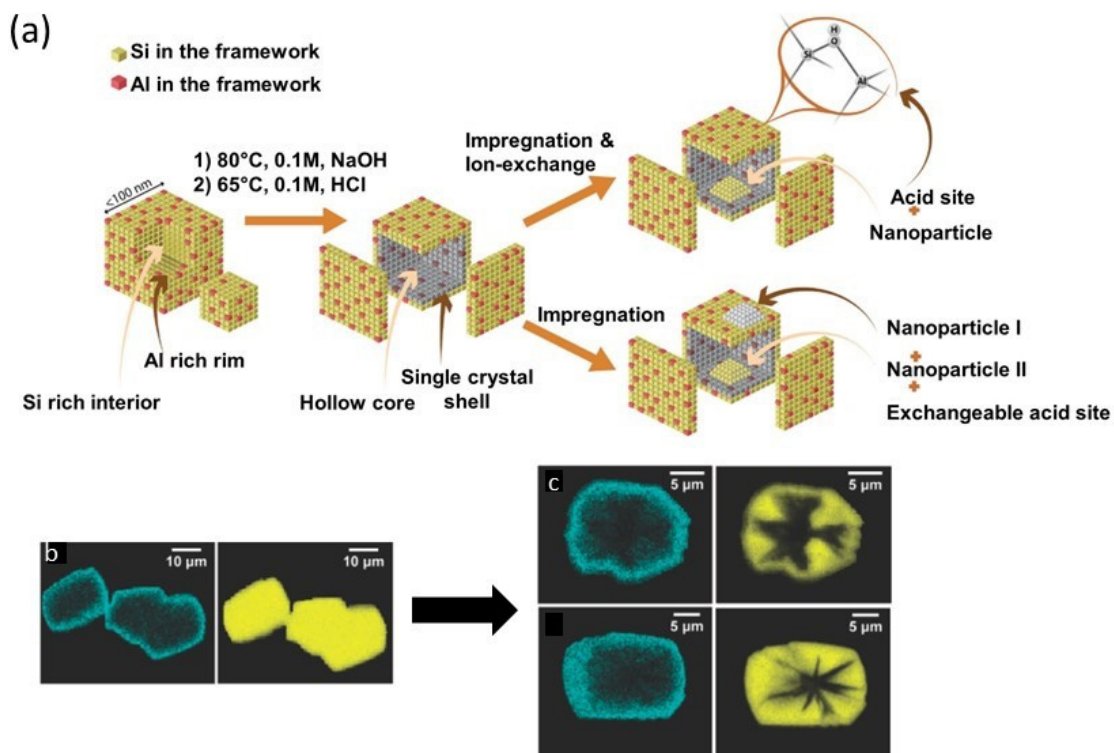 (a)
Si in the framework
Al in the framework
<100 nm
1) 80°C, 0.1M, NaOH
2) 65°C, 0.1M, HCl
Si rich interior
Al rich rim
Hollow core
Single crystal
shell
Impregnation &
Ion-exchange
Impregnation
H
O
Si
Al
Acid site
+
Nanoparticle
Nanoparticle I
+
Nanoparticle II
+
Exchangeable acid site
b
10 µm
10 µm
c
5 µm
5 µm
5 µm
5 µm